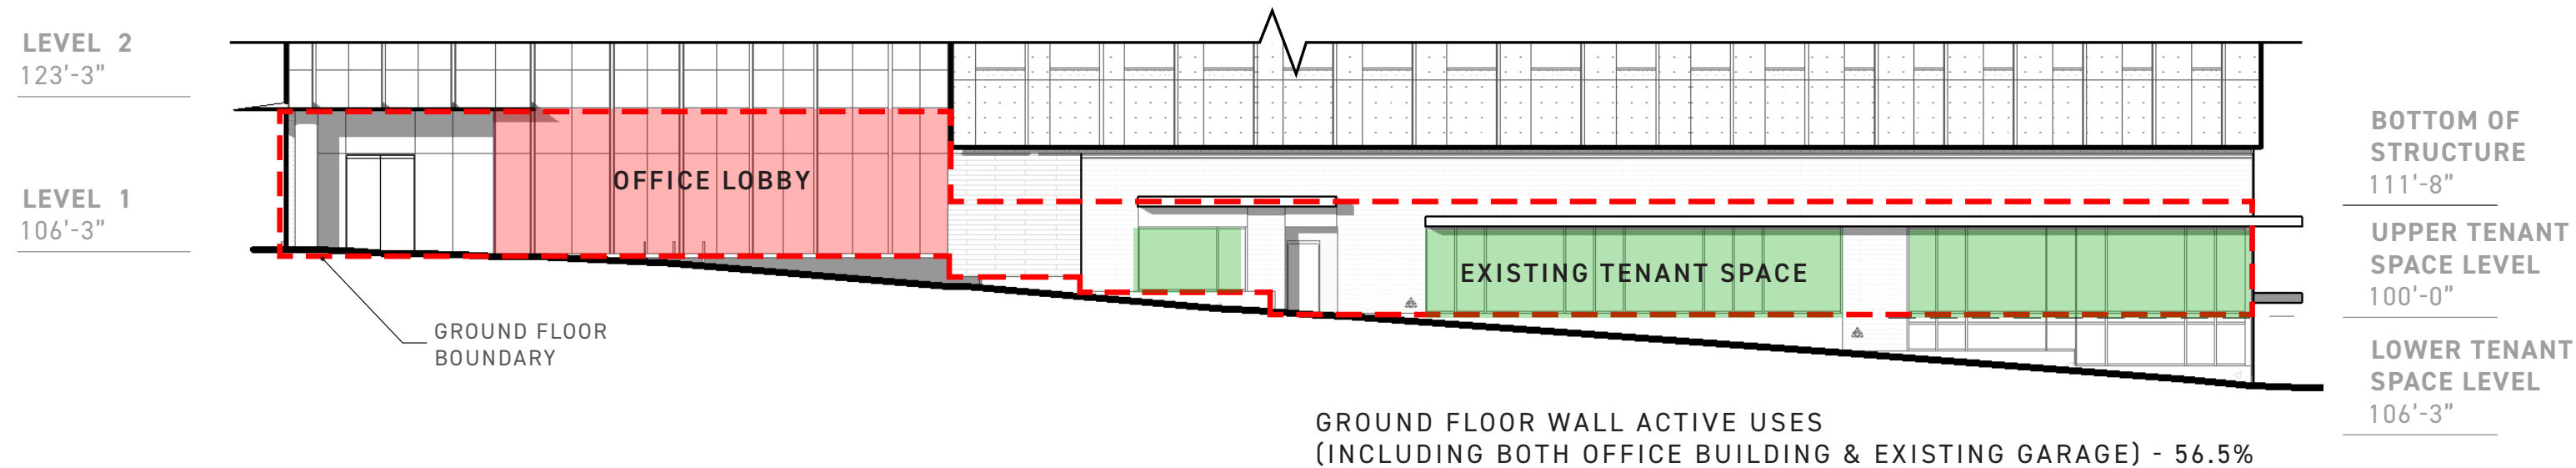 LEVEL 2
123'-3”
LEVEL 1
106'-3”
OFFICE LOBBY
EXISTING TENANT SPACE
GROUND FLOOR
BOUNDARY
BOTTOM OF
STRUCTURE
111'-8”
UPPER TENANT
SPACE LEVEL
100'-0”
LOWER TENANT
SPACE LEVEL
106'-3”
GROUND FLOOR WALL ACTIVE USES
(INCLUDING BOTH OFFICE BUILDING & EXISTING GARAGE) - 56.5%